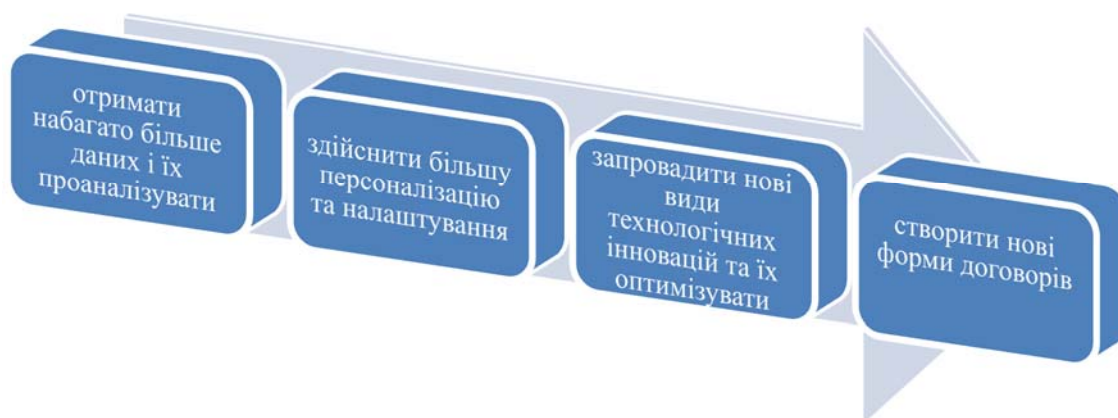 отримати
набагато більше
даних і їх
проаналізувати
здійснити більшу
персоналізацію
та налаштування
запровадити нові
види
технологічних
інновацій та їх
оптимізувати
створити нові
форми договорів